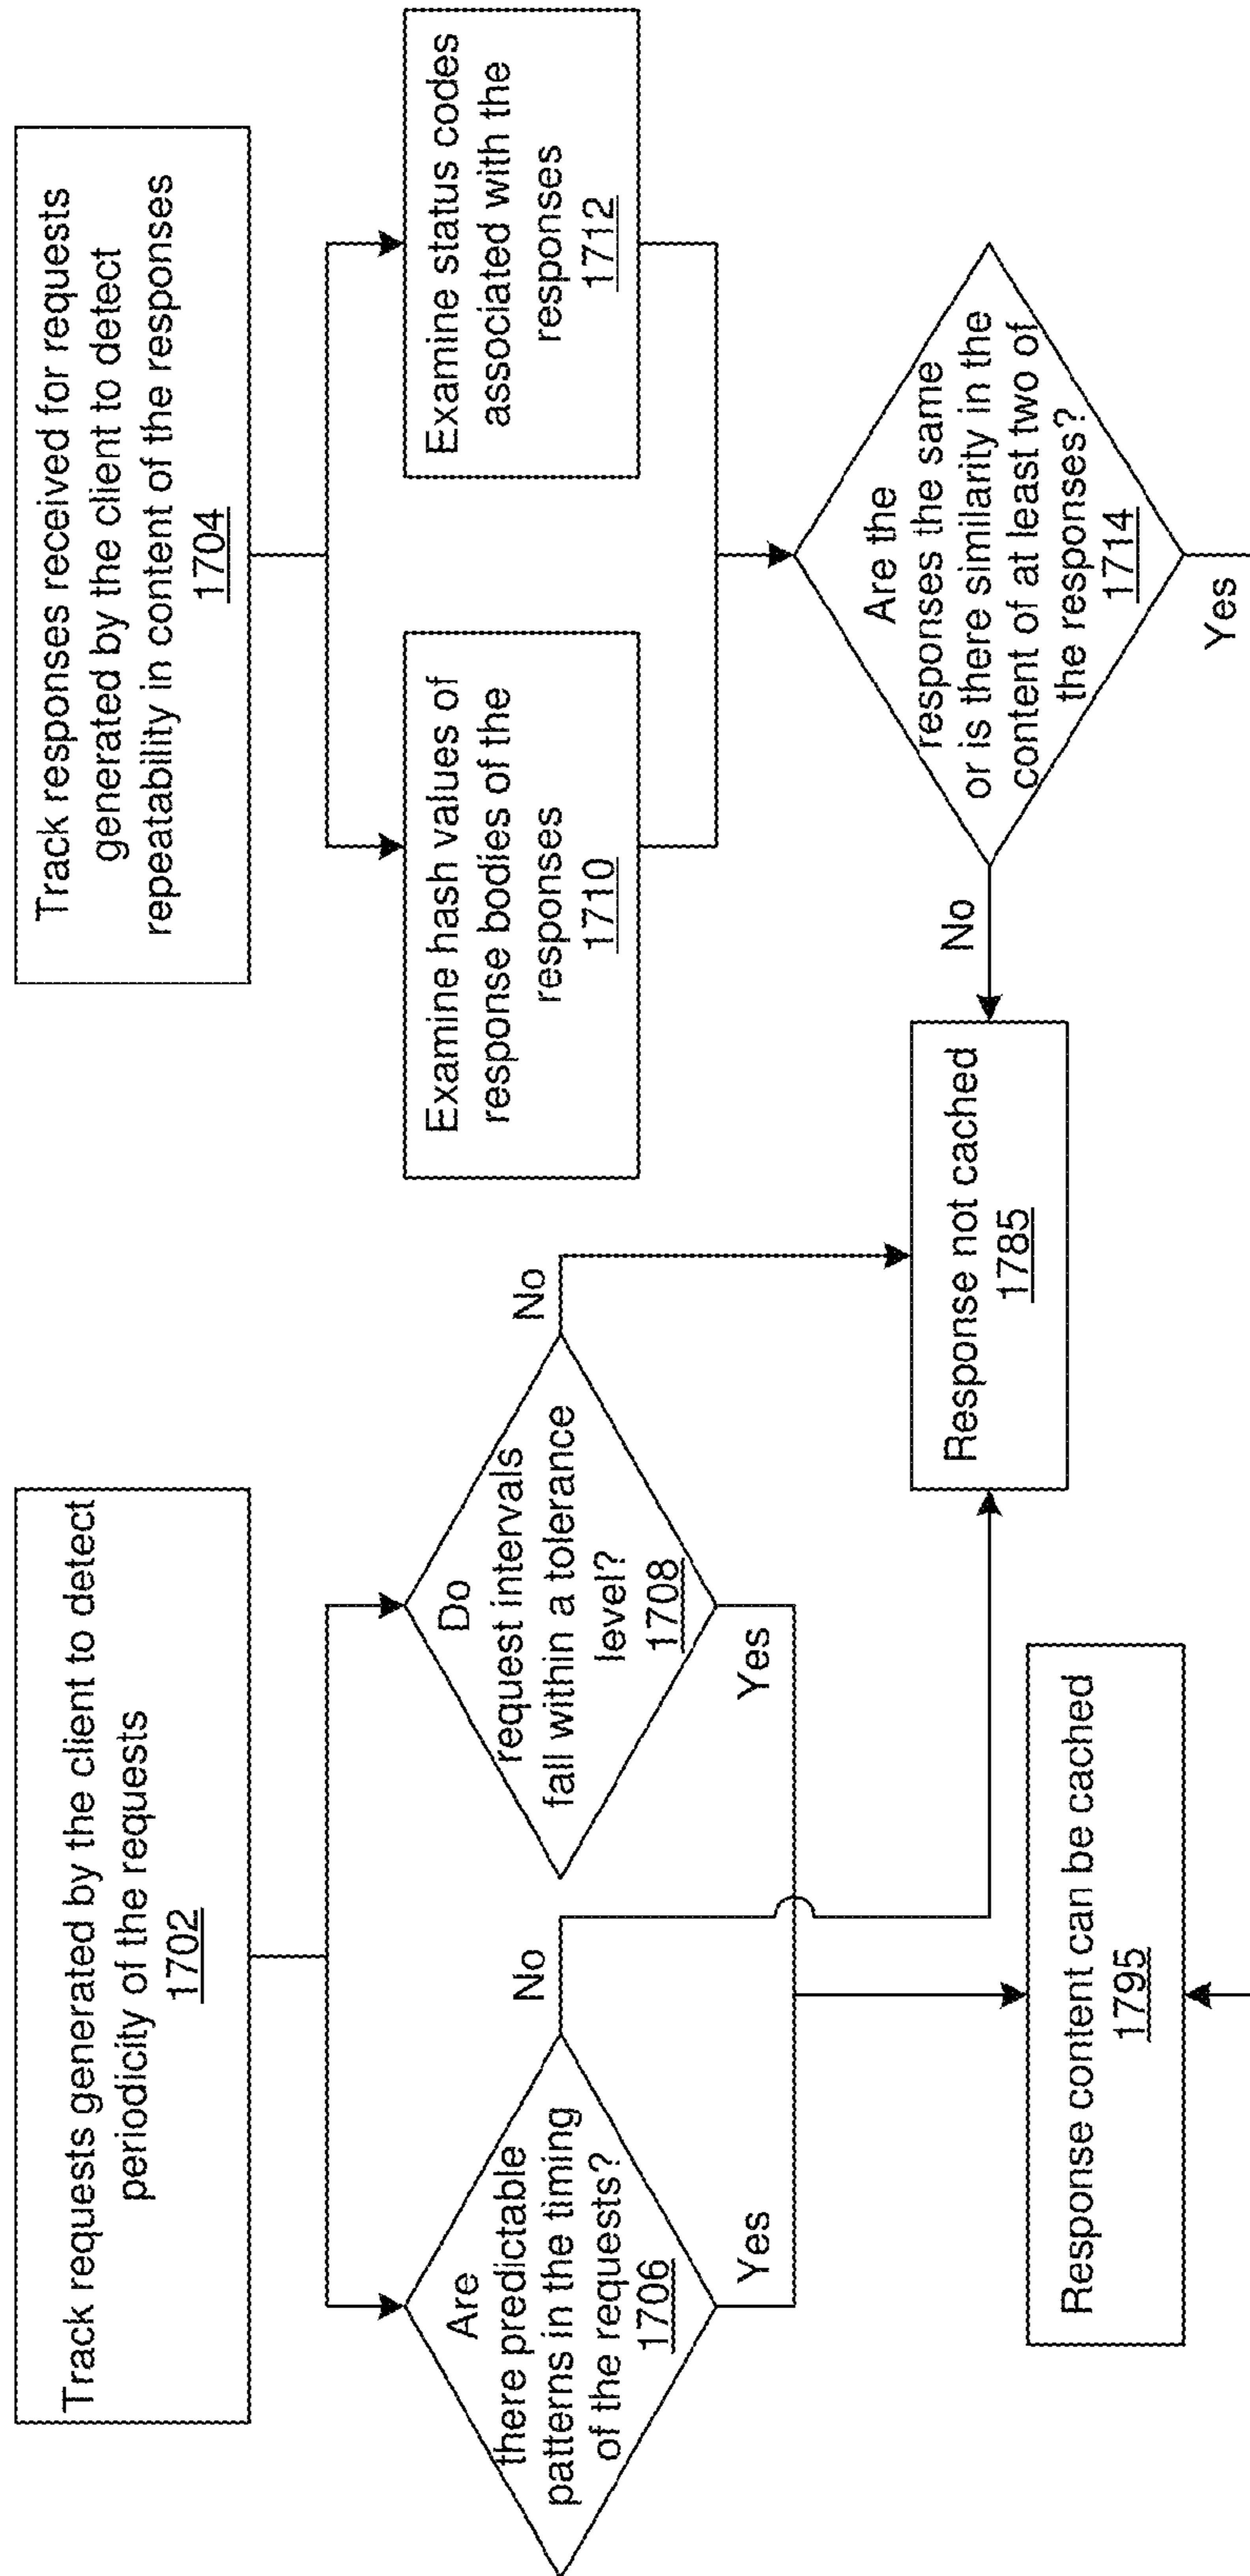 Track requests generated by the client to detect
periodicity of the requests
1702
Are
there predictable
patterns in the timing
of the requests?
1706
No
Yes
Do
request intervals
fall within a tolerance
level?
1708
No
Yes
Response content can be cached
1795
Track responses received for requests
generated by the client to detect
repeatability in content of the responses
1704
Examine hash values of
response bodies of the
responses
1710
Examine status codes
associated with the
responses
1712
Are the
responses the same
or is there similarity in the
content of at least two of
the responses?
1714
No
Yes
Response not cached
1785